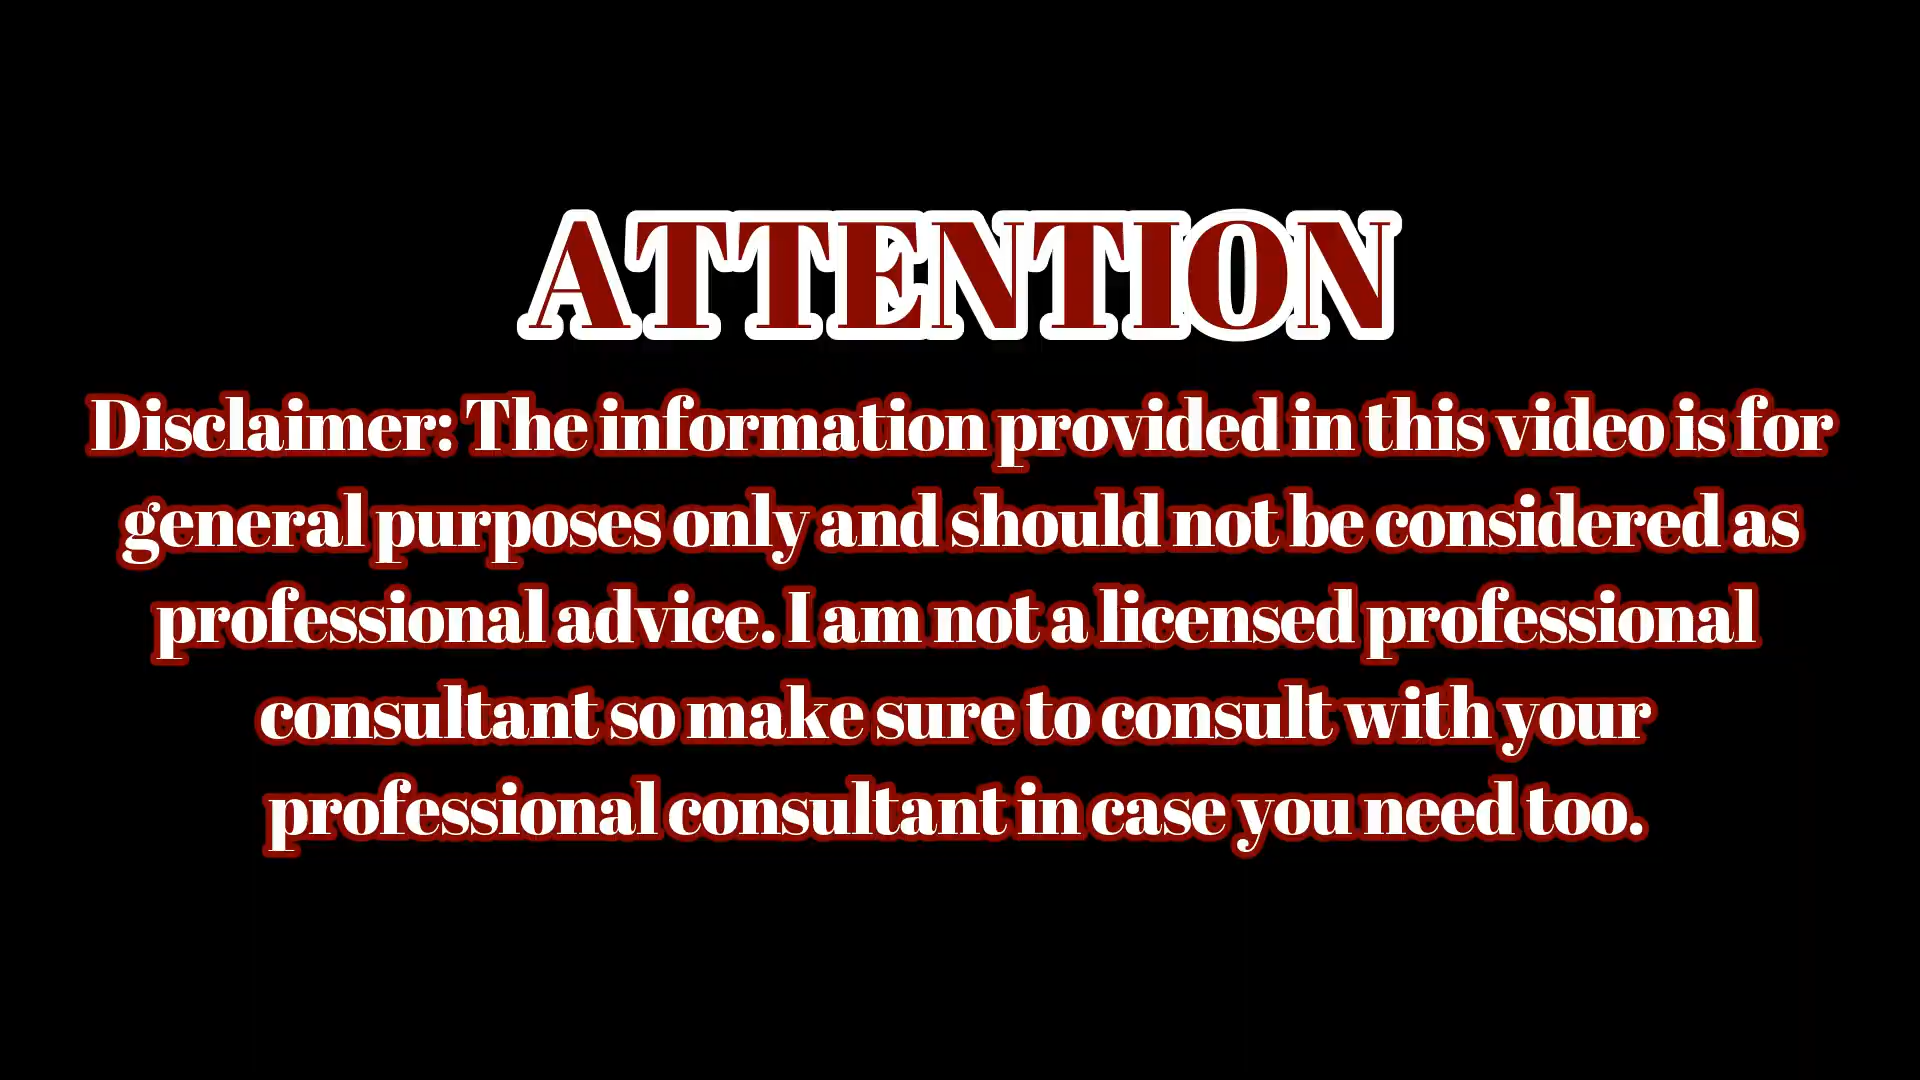 ATTENTION
Disclaimer: The information provided in this video is for
general purposes only and should not be considered as
professional advice. I am not a licensed professional
consultant so make sure to consult with your
professional consultant in case you need too.